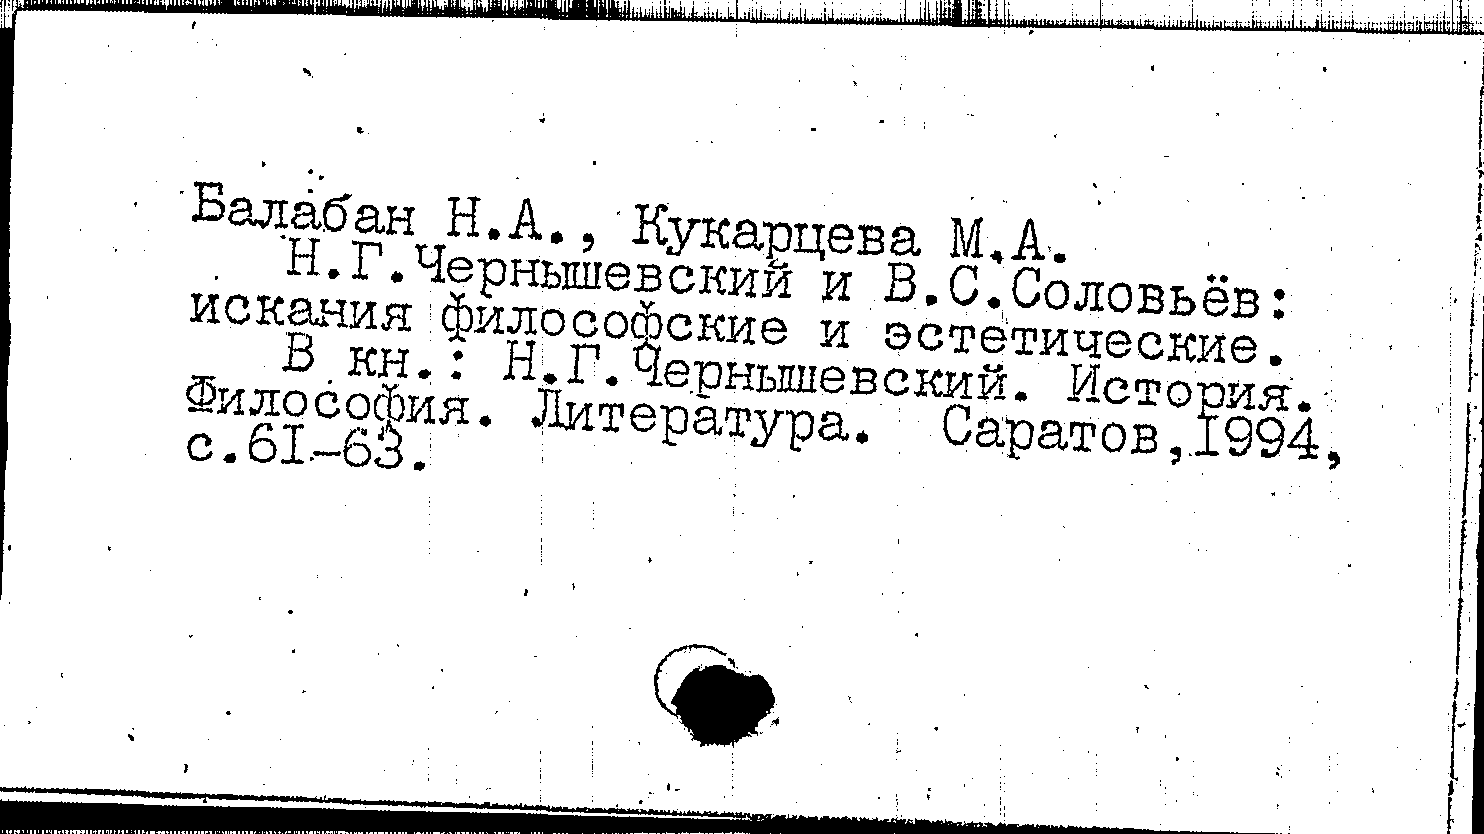 Балабан Н.А., Кукарцева М.А.
Н.Г.Чернышевский и В.С.Соловьёв:
искания философские и эстетические.
В кн.: Н.Г.Чернышевский. История.
Философия. Литература. Саратов,1994,
с.61-63.